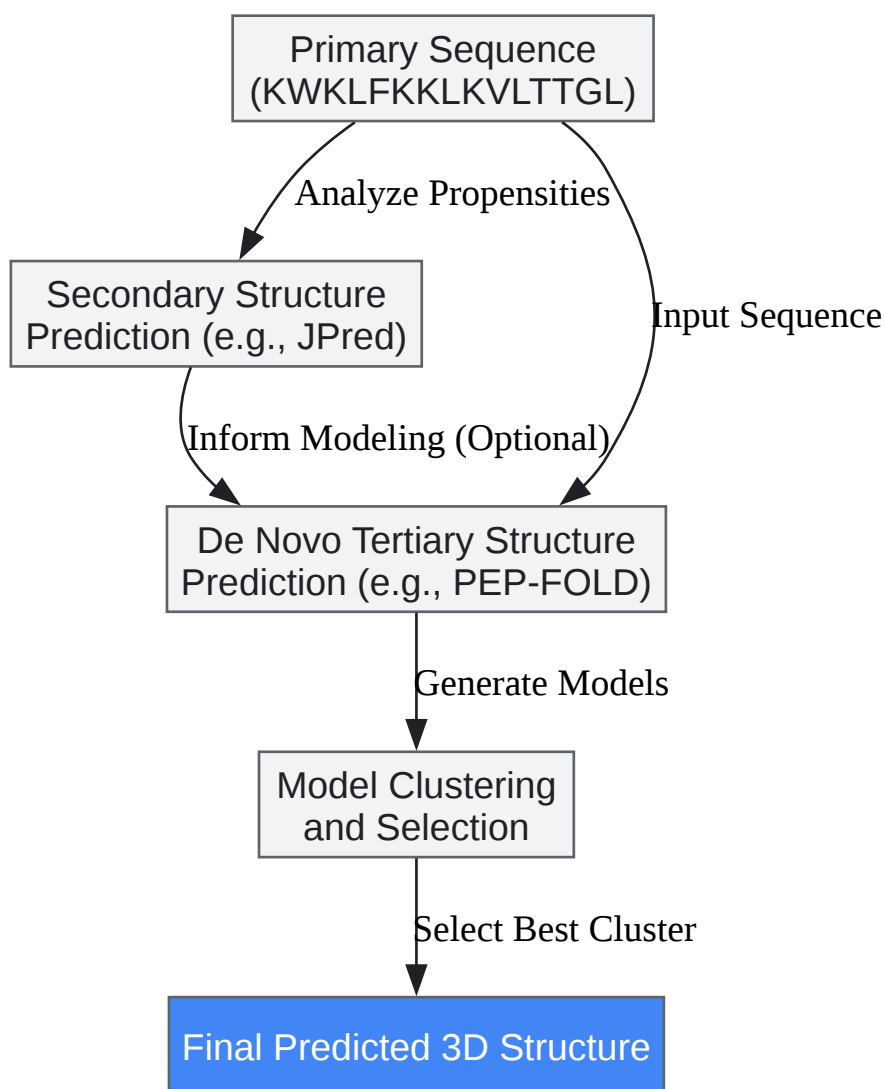 Primary Sequence
(KWKLFKKLKVLTTGL)
Analyze Propensities
Secondary Structure
Prediction (e.g., JPred)
Input Sequence
Inform Modeling (Optional)
De Novo Tertiary Structure
Prediction (e.g., PEP-FOLD)
Generate Models
Model Clustering
and Selection
Select Best Cluster
Final Predicted 3D Structure